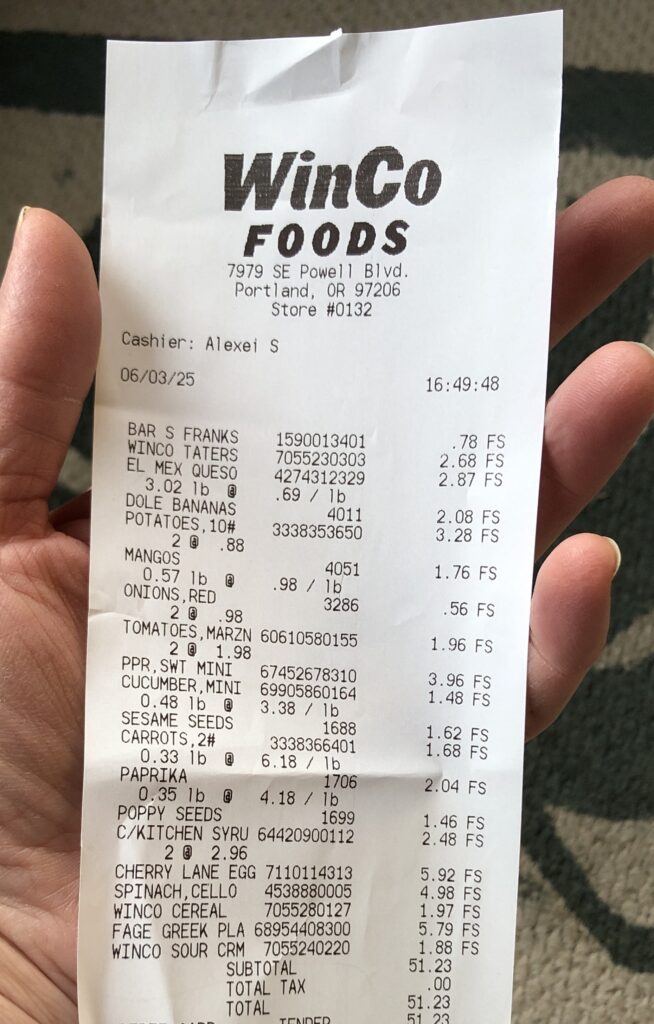 WinCo
FOODS
7979 SE Powell Blvd.
Portland, OR 97206
Store #0132
Cashier: Alexei S
06/03/25 16:49:48
BAR S FRANKS 1590013401 .78 FS
WINCO TATERS 7055230303 2.68 FS
EL MEX QUESO 4274312329 2.87 FS
3.02 lb @ .69 / lb
DOLE BANANAS 4011 2.08 FS
POTATOES,10# 3338353650 3.28 FS
2 @ .88
MANGOS 4051 1.76 FS
0.57 lb @ .98 / lb
ONIONS,RED 3286 .56 FS
2 @ .98
TOMATOES,MARZN 60610580155 1.96 FS
2 @ 1.98
PPR,SWT MINI 67452678310 3.96 FS
CUCUMBER,MINI 69905860164 1.48 FS
0.48 lb @ 3.38 / lb
SESAME SEEDS 1688 1.62 FS
CARROTS,2# 3338366401 1.68 FS
0.33 lb @ 6.18 / lb
PAPRIKA 1706 2.04 FS
0.35 lb @ 4.18 / lb
POPPY SEEDS 1699 1.46 FS
C/KITCHEN SYRU 64420900112 2.48 FS
2 @ 2.96
CHERRY LANE EGG 7110114313 5.92 FS
SPINACH,CELLO 4538880005 4.98 FS
WINCO CEREAL 7055280127 1.97 FS
FAGE GREEK PLA 68954408300 5.79 FS
WINCO SOUR CRM 7055240220 1.88 FS
SUBTOTAL 51.23
TOTAL TAX .00
TOTAL 51.23
TENDER 51.23